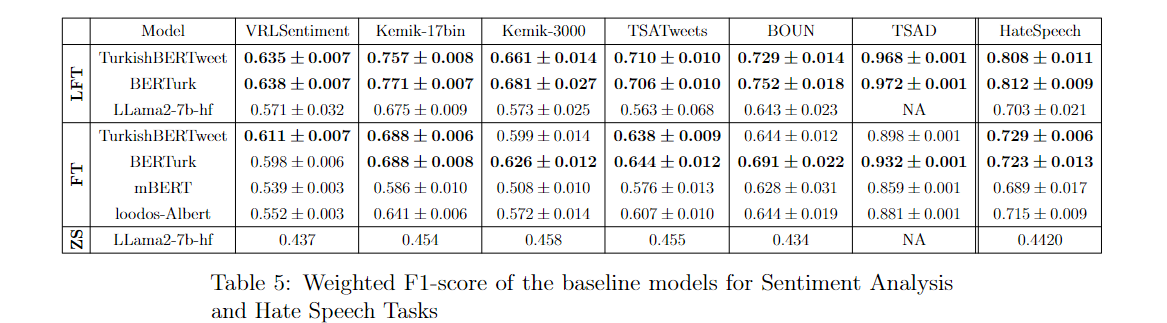 Model VRLSentiment Kemik-17bin Kemik-3000 TSATweets BOUN TSAD HateSpeech
LFT
TurkishBERTweet 0.635 ± 0.007 0.757 ± 0.008 0.661 ± 0.014 0.710 ± 0.010 0.729 ± 0.014 0.968 ± 0.001 0.808 ± 0.011
BERTurk 0.638 ± 0.007 0.771 ± 0.007 0.681 ± 0.027 0.706 ± 0.010 0.752 ± 0.018 0.972 ± 0.001 0.812 ± 0.009
LLama2-7b-hf 0.571 ± 0.032 0.675 ± 0.009 0.573 ± 0.025 0.563 ± 0.068 0.643 ± 0.023 NA 0.703 ± 0.021
FT
TurkishBERTweet 0.611 ± 0.007 0.688 ± 0.006 0.599 ± 0.014 0.638 ± 0.009 0.644 ± 0.012 0.898 ± 0.001 0.729 ± 0.006
BERTurk 0.598 ± 0.006 0.688 ± 0.008 0.626 ± 0.012 0.644 ± 0.012 0.691 ± 0.022 0.932 ± 0.001 0.723 ± 0.013
mBERT 0.539 ± 0.003 0.586 ± 0.010 0.508 ± 0.010 0.576 ± 0.013 0.628 ± 0.031 0.859 ± 0.001 0.689 ± 0.017
loodos-Albert 0.552 ± 0.003 0.641 ± 0.006 0.572 ± 0.014 0.607 ± 0.010 0.644 ± 0.019 0.881 ± 0.001 0.715 ± 0.009
ZS
LLama2-7b-hf 0.437 0.454 0.458 0.455 0.434 NA 0.4420
Table 5: Weighted F1-score of the baseline models for Sentiment Analysis
and Hate Speech Tasks